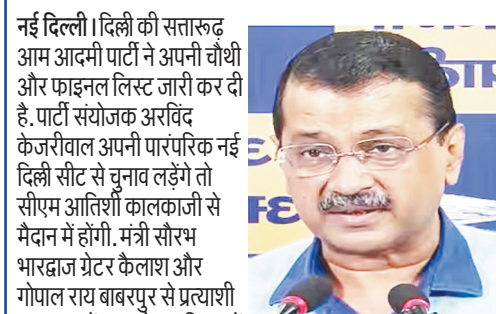 नई दिल्ली। दिल्ली की सत्तारूढ़
आम आदमी पार्टी ने अपनी चौथी
और फाइनल लिस्ट जारी कर दी
है. पार्टी संयोजक अरविंद
केजरीवाल अपनी पारंपरिक नई
दिल्ली सीट से चुनाव लड़ेंगे तो
सीएम आतिशी कालकाजी से
मैदान में होंगी. मंत्री सौरभ
भारद्वाज ग्रेटर कैलाश और
गोपाल राय बाबरपुर से प्रत्याशी